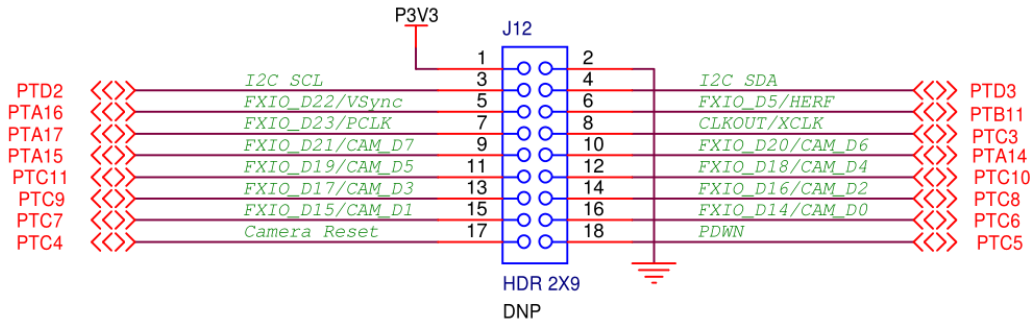 P3V3
J12
1 2
I2C SCL 3 4 I2C SDA
PTD2 FXIO_D22/VSync 5 6 FXIO_D5/HERF PTD3
PTA16 FXIO_D23/PCLK 7 8 CLKOUT/XCLK PTB11
PTA17 FXIO_D21/CAM_D7 9 10 FXIO_D20/CAM_D6 PTC3
PTA15 FXIO_D19/CAM_D5 11 12 FXIO_D18/CAM_D4 PTA14
PTC11 FXIO_D17/CAM_D3 13 14 FXIO_D16/CAM_D2 PTC10
PTC9 FXIO_D15/CAM_D1 15 16 FXIO_D14/CAM_D0 PTC8
PTC7 Camera Reset 17 18 PDWN PTC6
PTC4 PTC5
HDR 2X9
DNP